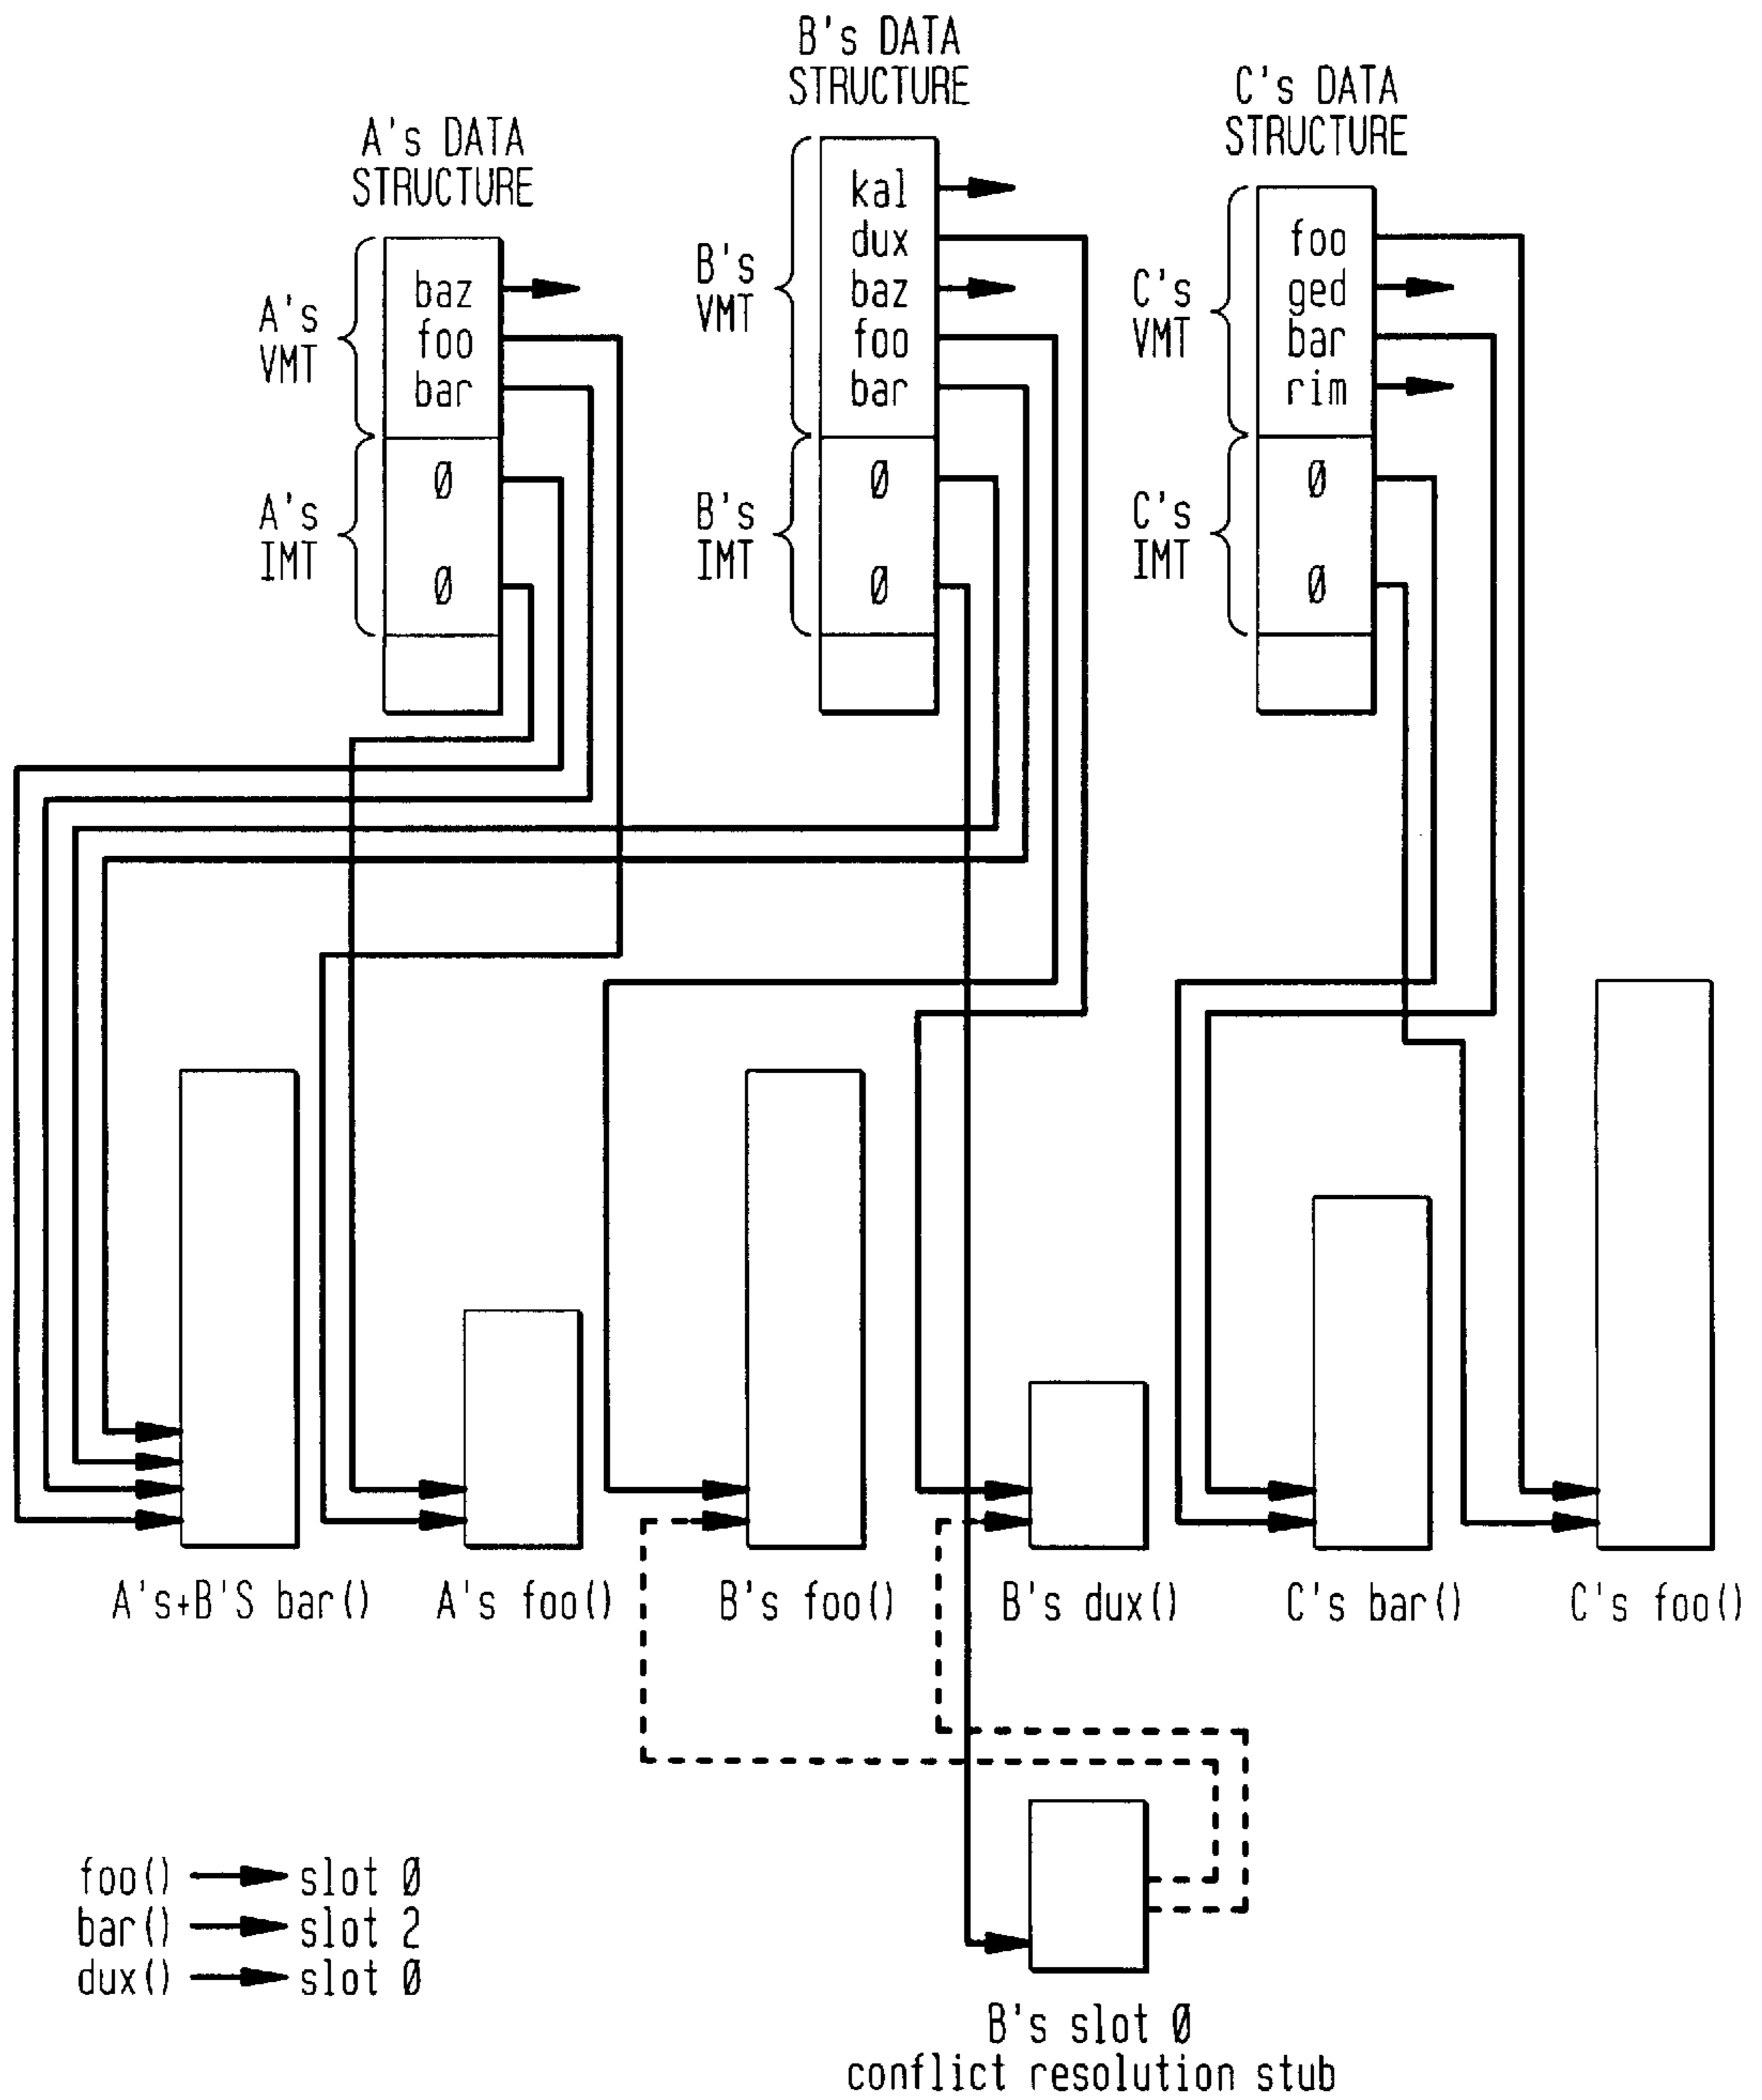 B's DATA
STRUCTURE
C's DATA
STRUCTURE
A's DATA
STRUCTURE
kal
dux
baz
foo
bar
B's
VMT
foo
ged
bar
rim
C's
VMT
baz
foo
bar
A's
VMT
Ø
Ø
A's
IMT
Ø
Ø
B's
IMT
Ø
Ø
C's
IMT
A's+B'S bar()
A's foo()
B's foo()
B's dux()
C's bar()
C's foo()
foo() → slot Ø
bar() → slot 2
dux() → slot Ø
B's slot Ø
conflict resolution stub